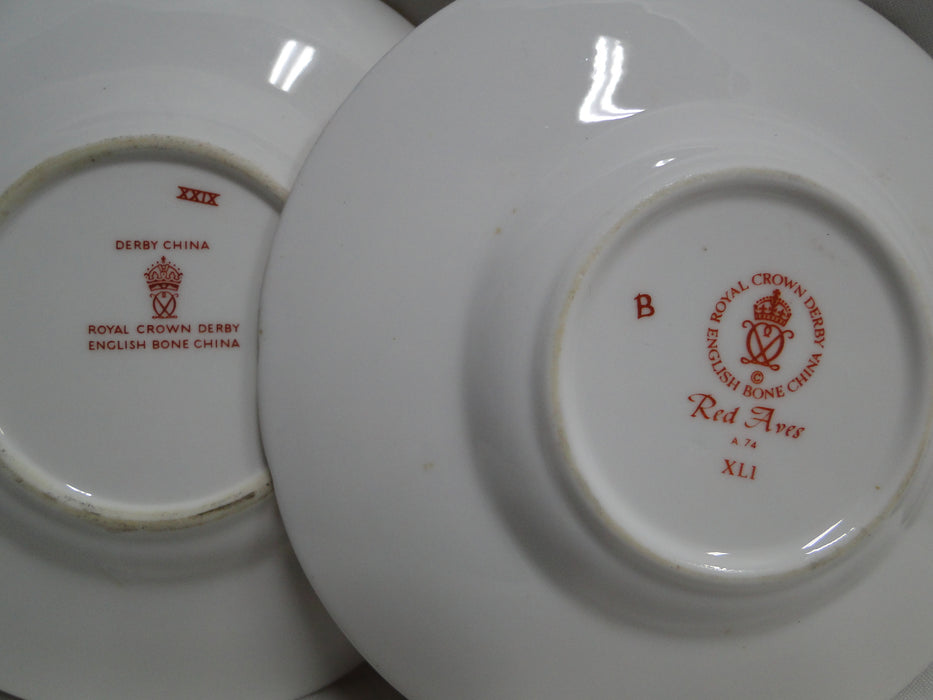 XXIX
DERBY CHINA
ROYAL CROWN DERBY
ENGLISH BONE CHINA
B
ROYAL CROWN DERBY
ENGLISH BONE CHINA
©
Red Aves
A 74
XLI